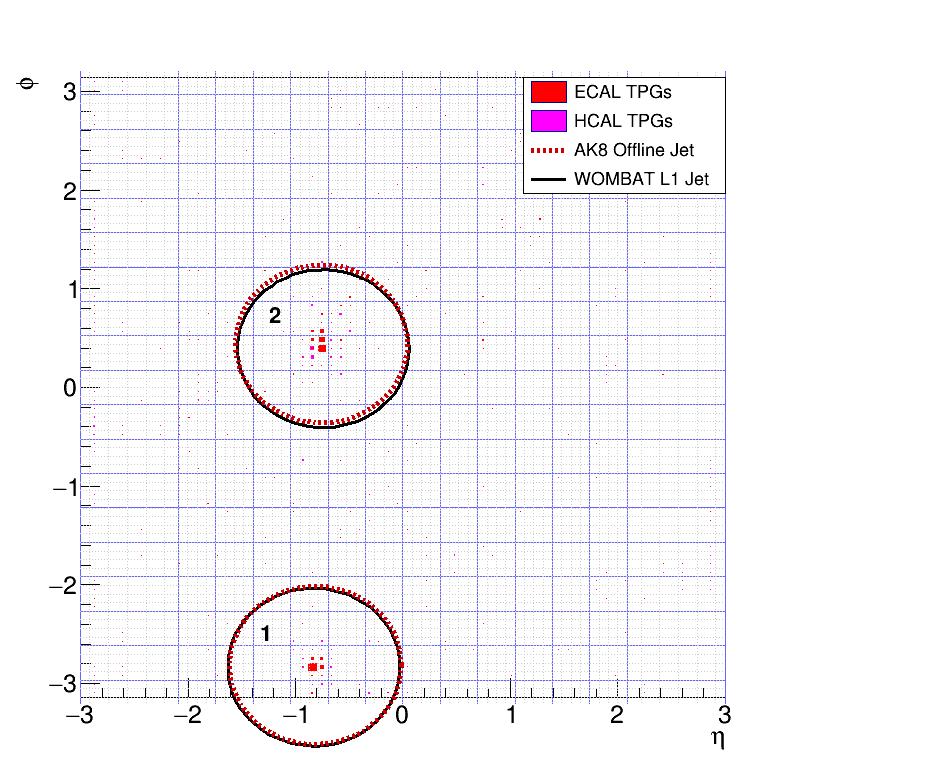 φ
3
2
1
0
−1
−2
−3
ECAL TPGs
HCAL TPGs
AK8 Offline Jet
WOMBAT L1 Jet
2
1
−3 −2 −1 0 1 2 3
η